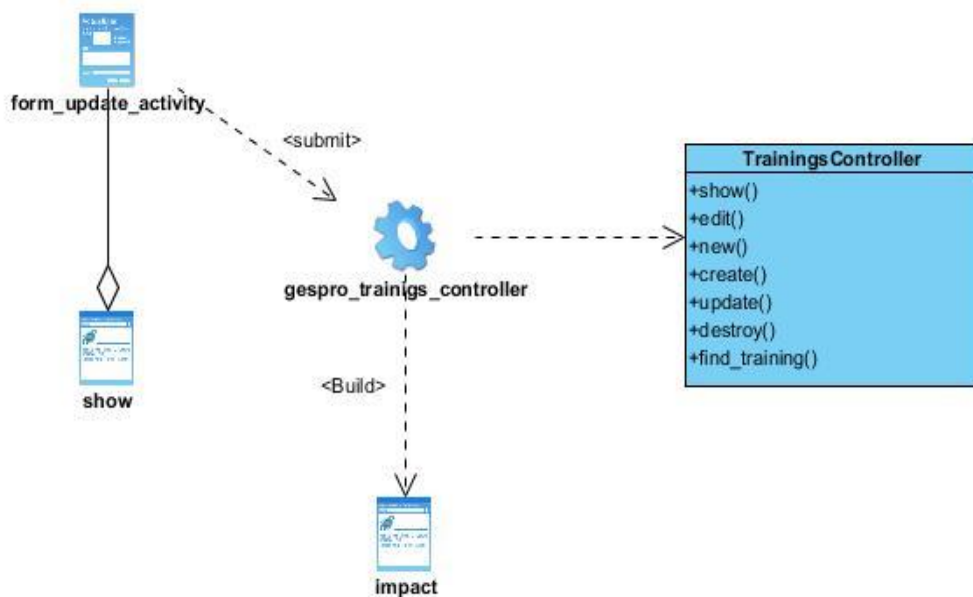 form_update_activity
<submit>
TrainingsController
+show()
+edit()
+new()
+create()
+update()
+destroy()
+find_training()
gespro_trainigs_controller
<Build>
show
impact